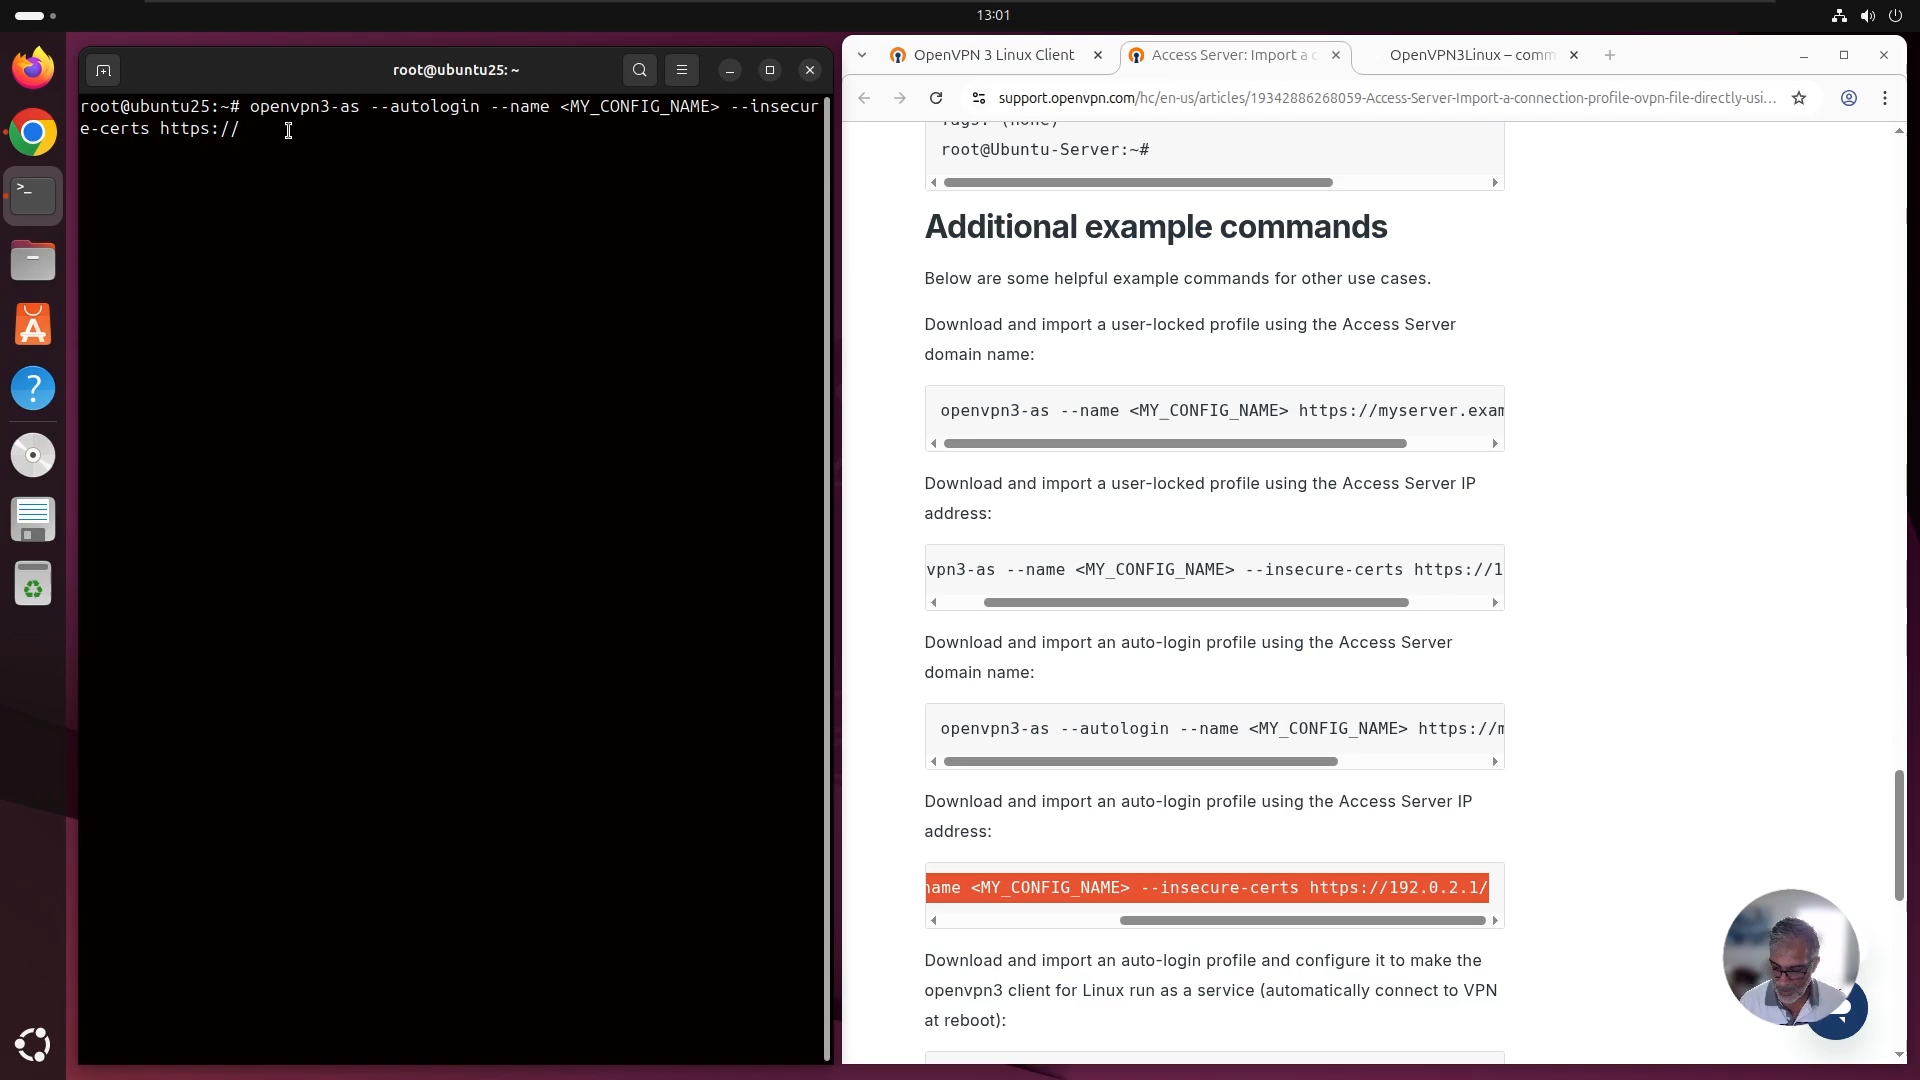 13:01
root@ubuntu25: ~
root@ubuntu25:~# openvpn3-as --autologin --name <MY_CONFIG_NAME> --insecur
e-certs https://
OpenVPN 3 Linux Client
Access Server: Import a c
OpenVPN3Linux – comm
support.openvpn.com/hc/en-us/articles/19342886268059-Access-Server-Import-a-connection-profile-ovpn-file-directly-usi...
Tags: (none)
root@Ubuntu-Server:~#
Additional example commands
Below are some helpful example commands for other use cases.
Download and import a user-locked profile using the Access Server
domain name:
openvpn3-as --name <MY_CONFIG_NAME> https://myserver.exam
Download and import a user-locked profile using the Access Server IP
address:
vpn3-as --name <MY_CONFIG_NAME> --insecure-certs https://1
Download and import an auto-login profile using the Access Server
domain name:
openvpn3-as --autologin --name <MY_CONFIG_NAME> https://m
Download and import an auto-login profile using the Access Server IP
address:
name <MY_CONFIG_NAME> --insecure-certs https://192.0.2.1/
Download and import an auto-login profile and configure it to make the
openvpn3 client for Linux run as a service (automatically connect to VPN
at reboot):